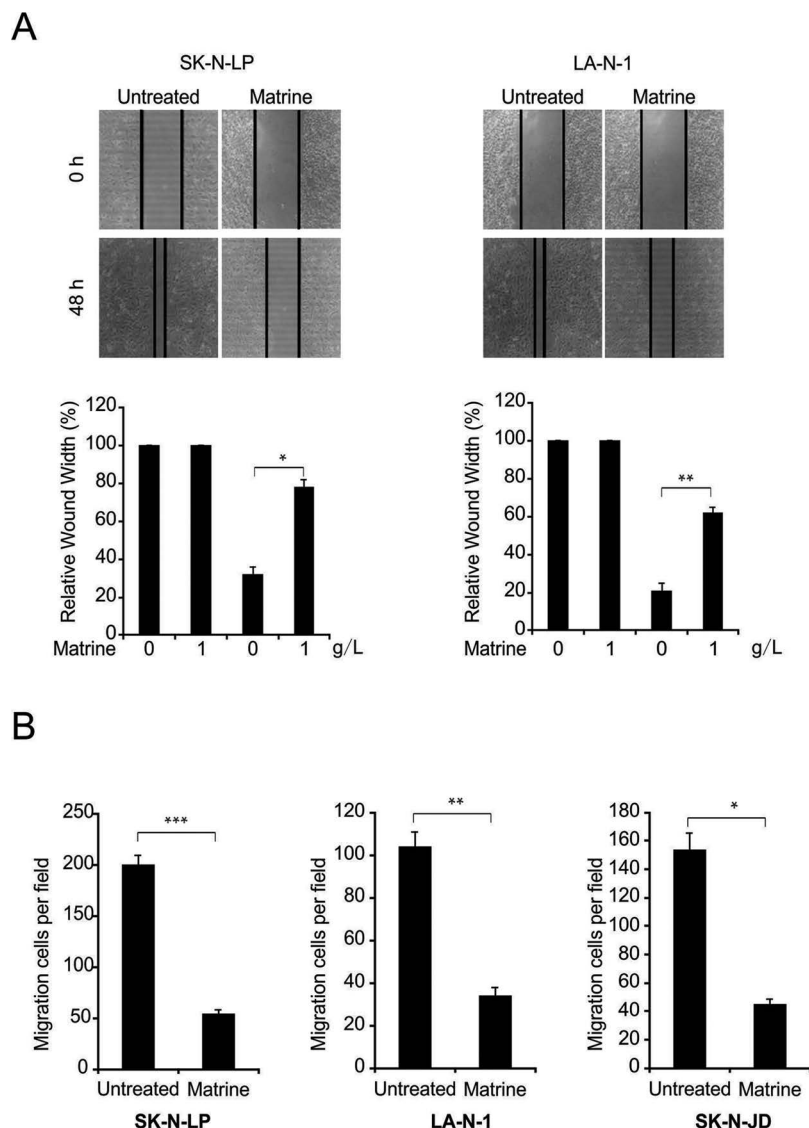 A
SK-N-LP
LA-N-1
Untreated Matrine
Untreated Matrine
0 h
48 h
Relative Wound Width (%)
120
100
80
60
40
20
0
*
Matrine 0 1 0 1 g/L
Relative Wound Width (%)
120
100
80
60
40
20
0
**
Matrine 0 1 0 1 g/L
B
Migration cells per field
250
200
150
100
50
0
***
Untreated Matrine
SK-N-LP
Migration cells per field
120
100
80
60
40
20
0
**
Untreated Matrine
LA-N-1
Migration cells per field
180
160
140
120
100
80
60
40
20
0
*
Untreated Matrine
SK-N-JD